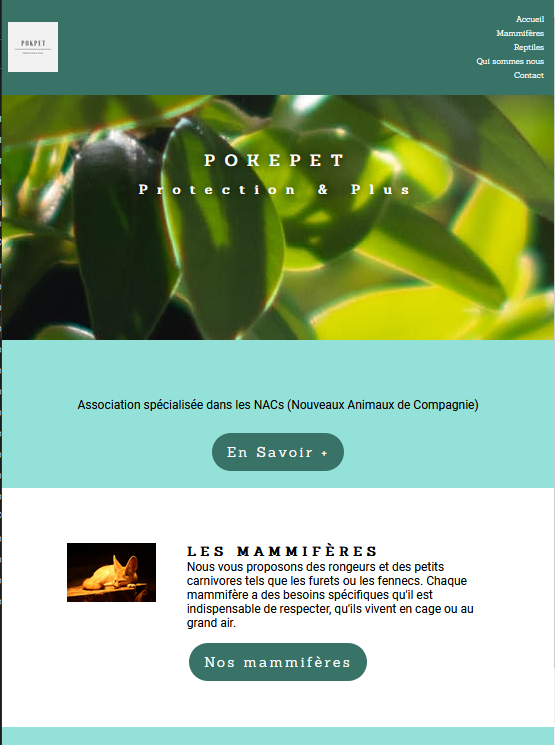 POKPET
Accueil
Mammifères
Reptiles
Qui sommes nous
Contact
POKEPET
Protection & Plus
Association spécialisée dans les NACs (Nouveaux Animaux de Compagnie)
En Savoir +
LES MAMMIFÈRES
Nous vous proposons des rongeurs et des petits
carnivores tels que les furets ou les fennecs. Chaque
mammifère a des besoins spécifiques qu'il est
indispensable de respecter, qu'ils vivent en cage ou au
grand air.
Nos mammifères